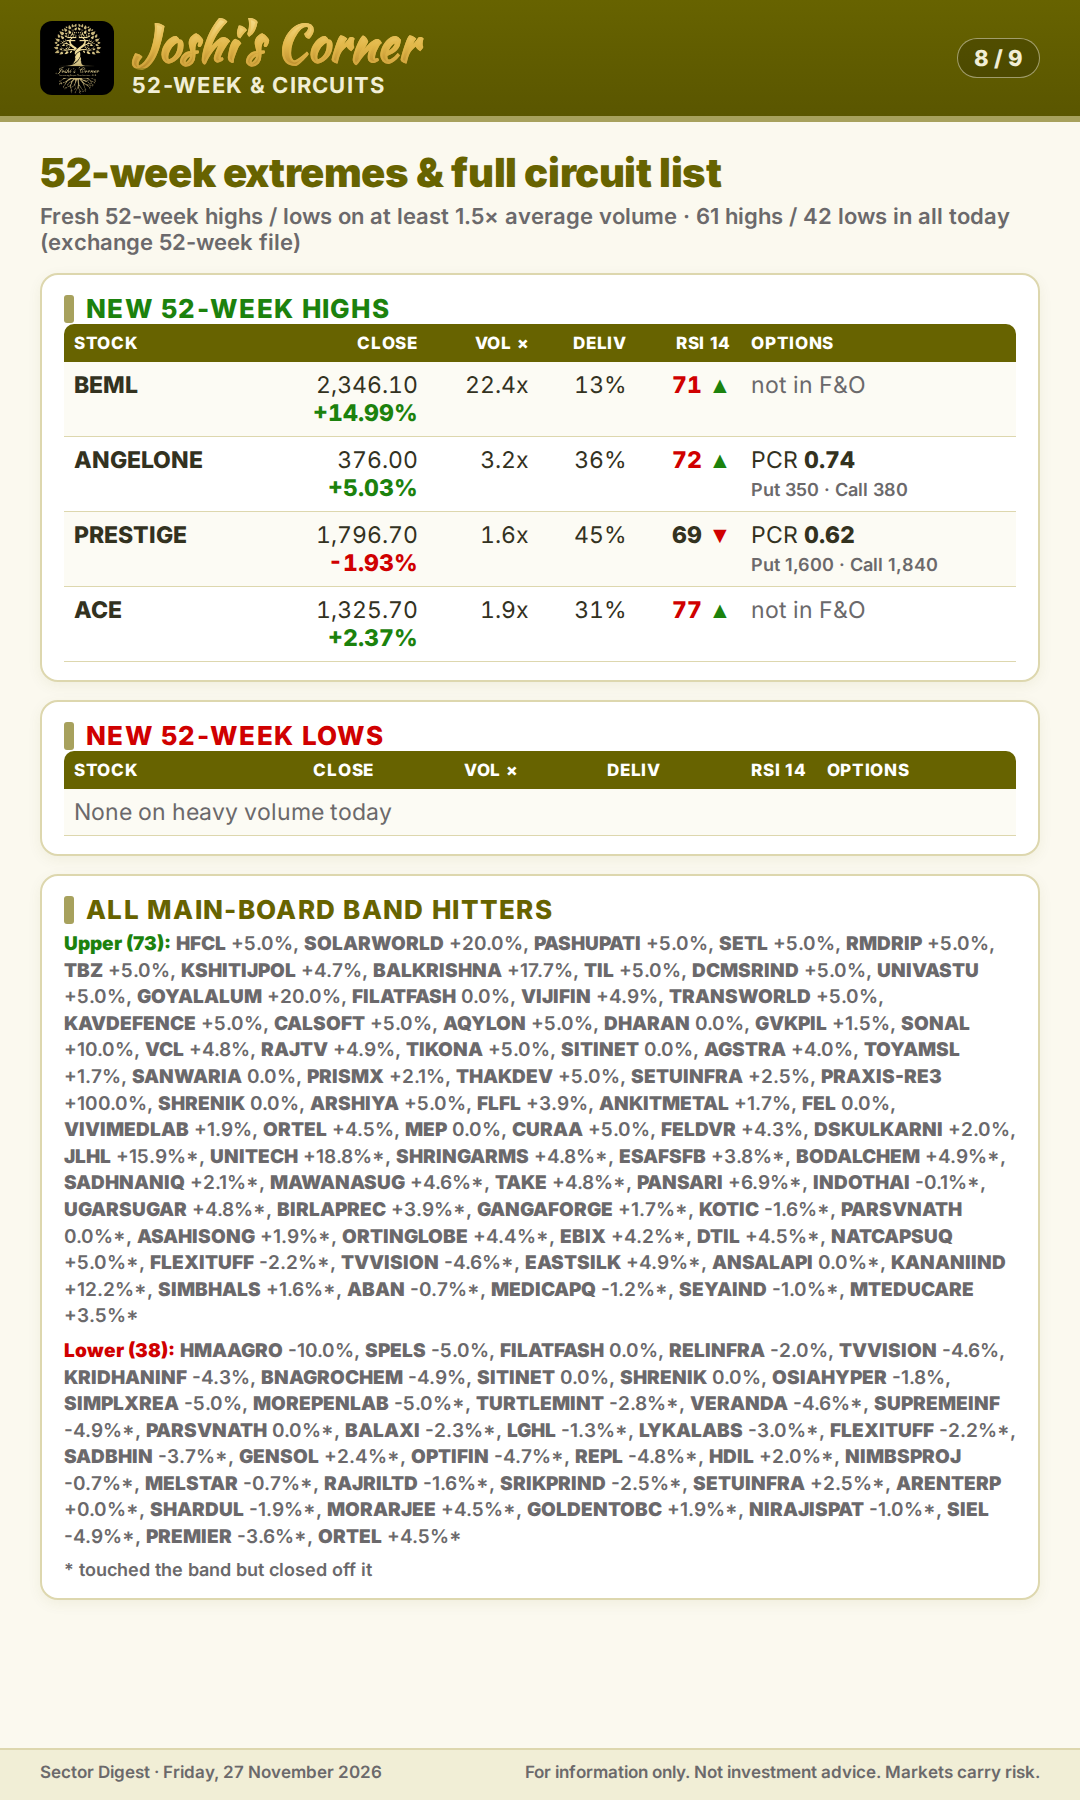 Joshi's Corner
52-WEEK & CIRCUITS
8 / 9
52-week extremes & full circuit list
Fresh 52-week highs / lows on at least 1.5× average volume · 61 highs / 42 lows in all today
(exchange 52-week file)
NEW 52-WEEK HIGHS
STOCK CLOSE VOL × DELIV RSI 14 OPTIONS
BEML 2,346.10 22.4x 13% 71 ▲ not in F&O
+14.99%
ANGELONE 376.00 3.2x 36% 72 ▲ PCR 0.74
+5.03% Put 350 · Call 380
PRESTIGE 1,796.70 1.6x 45% 69 ▼ PCR 0.62
-1.93% Put 1,600 · Call 1,840
ACE 1,325.70 1.9x 31% 77 ▲ not in F&O
+2.37%
NEW 52-WEEK LOWS
STOCK CLOSE VOL × DELIV RSI 14 OPTIONS
None on heavy volume today
ALL MAIN-BOARD BAND HITTERS
Upper (73): HFCL +5.0%, SOLARWORLD +20.0%, PASHUPATI +5.0%, SETL +5.0%, RMDRIP +5.0%,
TBZ +5.0%, KSHITIJPOL +4.7%, BALKRISHNA +17.7%, TIL +5.0%, DCMSRIND +5.0%, UNIVASTU
+5.0%, GOYALALUM +20.0%, FILATFASH 0.0%, VIJIFIN +4.9%, TRANSWORLD +5.0%,
KAVDEFENCE +5.0%, CALSOFT +5.0%, AQYLON +5.0%, DHARAN 0.0%, GVKPIL +1.5%, SONAL
+10.0%, VCL +4.8%, RAJTV +4.9%, TIKONA +5.0%, SITINET 0.0%, AGSTRA +4.0%, TOYAMSL
+1.7%, SANWARIA 0.0%, PRISMX +2.1%, THAKDEV +5.0%, SETUINFRA +2.5%, PRAXIS-RE3
+100.0%, SHRENIK 0.0%, ARSHIYA +5.0%, FLFL +3.9%, ANKITMETAL +1.7%, FEL 0.0%,
VIVIMEDLAB +1.9%, ORTEL +4.5%, MEP 0.0%, CURAA +5.0%, FELDVR +4.3%, DSKULKARNI +2.0%,
JLHL +15.9%*, UNITECH +18.8%*, SHRINGARMS +4.8%*, ESAFSFB +3.8%*, BODALCHEM +4.9%*,
SADHNANIQ +2.1%*, MAWANASUG +4.6%*, TAKE +4.8%*, PANSARI +6.9%*, INDOTHAI -0.1%*,
UGARSUGAR +4.8%*, BIRLAPREC +3.9%*, GANGAFORGE +1.7%*, KOTIC -1.6%*, PARSVNATH
0.0%*, ASAHISONG +1.9%*, ORTINGLOBE +4.4%*, EBIX +4.2%*, DTIL +4.5%*, NATCAPSUQ
+5.0%*, FLEXITUFF -2.2%*, TVVISION -4.6%*, EASTSILK +4.9%*, ANSALAPI 0.0%*, KANANIIND
+12.2%*, SIMBHALS +1.6%*, ABAN -0.7%*, MEDICAPQ -1.2%*, SEYAIND -1.0%*, MTEDUCARE
+3.5%*
Lower (38): HMAAGRO -10.0%, SPELS -5.0%, FILATFASH 0.0%, RELINFRA -2.0%, TVVISION -4.6%,
KRIDHANINF -4.3%, BNAGROCHEM -4.9%, SITINET 0.0%, SHRENIK 0.0%, OSIAHYPER -1.8%,
SIMPLXREA -5.0%, MOREPENLAB -5.0%*, TURTLEMINT -2.8%*, VERANDA -4.6%*, SUPREMEINF
-4.9%*, PARSVNATH 0.0%*, BALAXI -2.3%*, LGHL -1.3%*, LYKALABS -3.0%*, FLEXITUFF -2.2%*,
SADBHIN -3.7%*, GENSOL +2.4%*, OPTIFIN -4.7%*, REPL -4.8%*, HDIL +2.0%*, NIMBSPROJ
-0.7%*, MELSTAR -0.7%*, RAJRILTD -1.6%*, SRIKPRIND -2.5%*, SETUINFRA +2.5%*, ARENTERP
+0.0%*, SHARDUL -1.9%*, MORARJEE +4.5%*, GOLDENTOBC +1.9%*, NIRAJISPAT -1.0%*, SIEL
-4.9%*, PREMIER -3.6%*, ORTEL +4.5%*
* touched the band but closed off it
Sector Digest · Friday, 27 November 2026
For information only. Not investment advice. Markets carry risk.